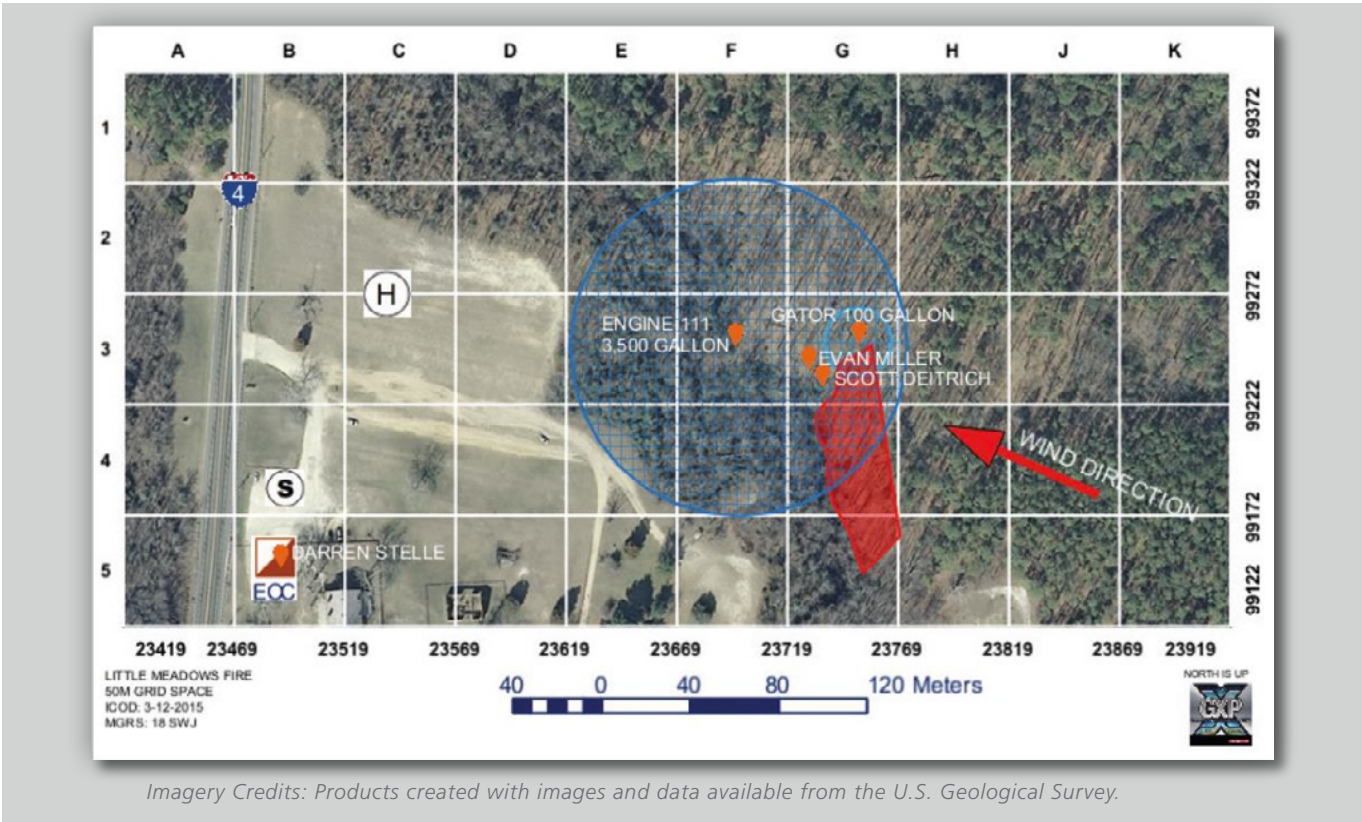 A B C D E F G H J K
1
99372
4
99322
2
H
99272
3
ENGINE 111
3,500 GALLON
GATOR 100 GALLON
EVAN MILLER
SCOTT DEITRICH
99222
4
WIND DIRECTION
S
99172
5
DARREN STELLE
EOC
99122
23419 23469 23519 23569 23619 23669 23719 23769 23819 23869 23919
LITTLE MEADOWS FIRE
50M GRID SPACE
ICOD: 3-12-2015
MGRS: 18 SWJ
40 0 40 80 120 Meters
NORTH IS UP
GXP
Imagery Credits: Products created with images and data available from the U.S. Geological Survey.